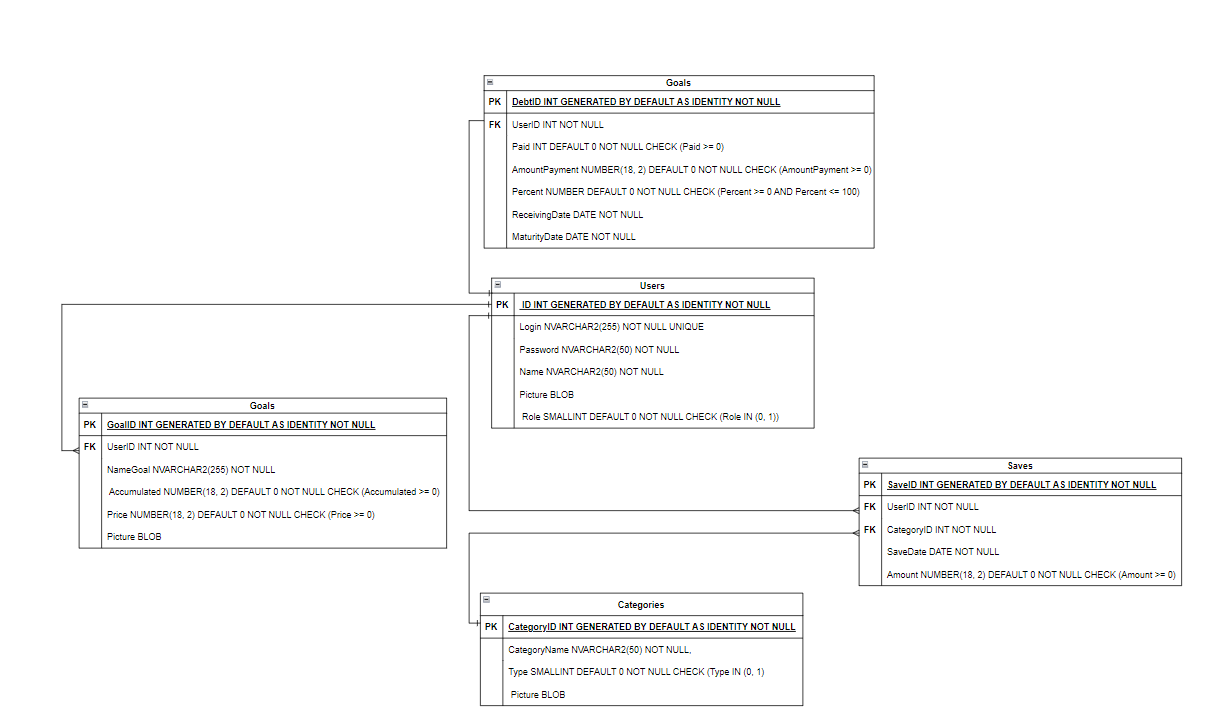 Goals
PK DebtID INT GENERATED BY DEFAULT AS IDENTITY NOT NULL
FK UserID INT NOT NULL
Paid INT DEFAULT 0 NOT NULL CHECK (Paid >= 0)
AmountPayment NUMBER(18, 2) DEFAULT 0 NOT NULL CHECK (AmountPayment >= 0)
Percent NUMBER DEFAULT 0 NOT NULL CHECK (Percent >= 0 AND Percent <= 100)
ReceivingDate DATE NOT NULL
MaturityDate DATE NOT NULL
Users
PK ID INT GENERATED BY DEFAULT AS IDENTITY NOT NULL
Login NVARCHAR2(255) NOT NULL UNIQUE
Password NVARCHAR2(50) NOT NULL
Name NVARCHAR2(50) NOT NULL
Picture BLOB
Role SMALLINT DEFAULT 0 NOT NULL CHECK (Role IN (0, 1))
Goals
PK GoalID INT GENERATED BY DEFAULT AS IDENTITY NOT NULL
FK UserID INT NOT NULL
NameGoal NVARCHAR2(255) NOT NULL
Accumulated NUMBER(18, 2) DEFAULT 0 NOT NULL CHECK (Accumulated >= 0)
Price NUMBER(18, 2) DEFAULT 0 NOT NULL CHECK (Price >= 0)
Picture BLOB
Saves
PK SaveID INT GENERATED BY DEFAULT AS IDENTITY NOT NULL
FK UserID INT NOT NULL
FK CategoryID INT NOT NULL
SaveDate DATE NOT NULL
Amount NUMBER(18, 2) DEFAULT 0 NOT NULL CHECK (Amount >= 0)
Categories
PK CategoryID INT GENERATED BY DEFAULT AS IDENTITY NOT NULL
CategoryName NVARCHAR2(50) NOT NULL,
Type SMALLINT DEFAULT 0 NOT NULL CHECK (Type IN (0, 1)
Picture BLOB